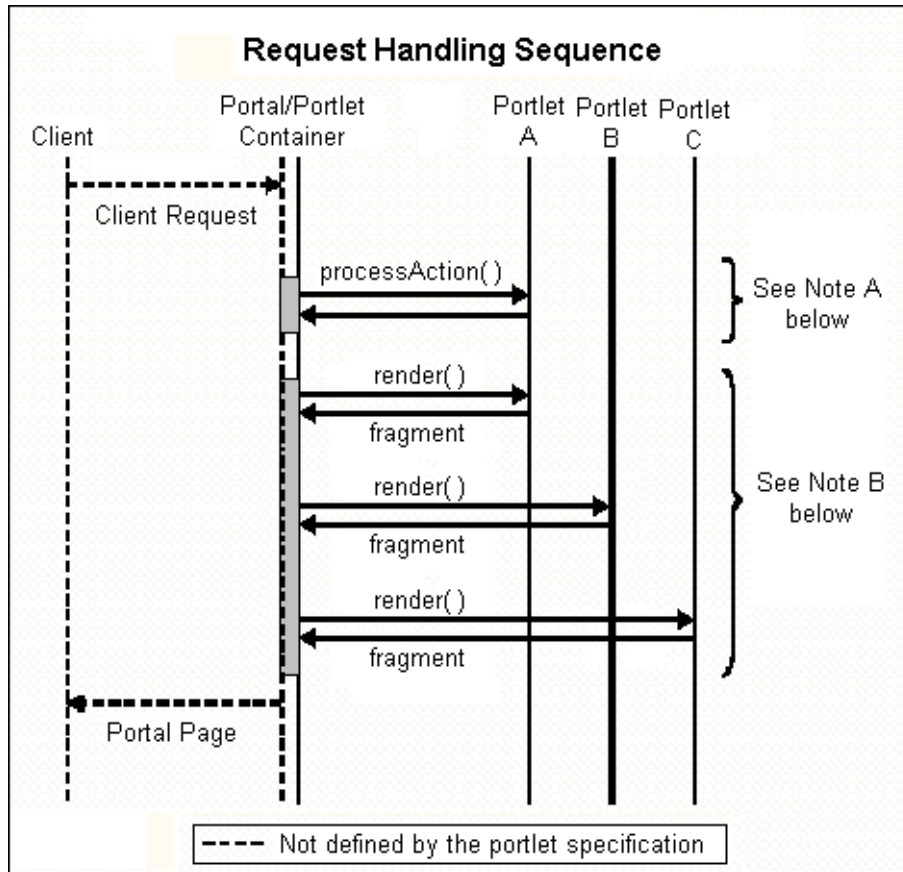 Request Handling Sequence
Client
Portal/Portlet
Container
Portlet
A
Portlet
B
Portlet
C
Client Request
processAction( )
See Note A
below
render( )
fragment
render( )
fragment
See Note B
below
render( )
fragment
Portal Page
Not defined by the portlet specification